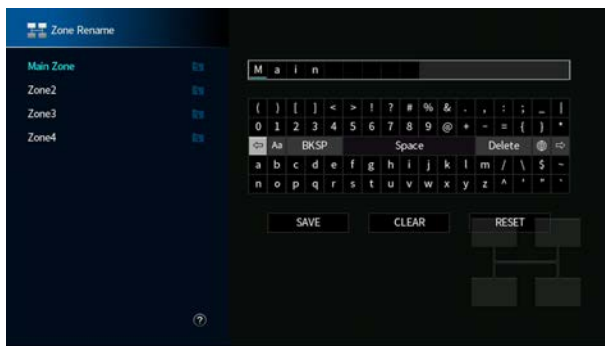 Zone Rename
Main Zone
Zone2
Zone3
Zone4
Main
( ) [ ] < > ! ? # % & . , : ; _ |
0 1 2 3 4 5 6 7 8 9 @ + - = { } *
⇦ Aa BKSP Space Delete ⇨
a b c d e f g h i j k l m / \ $ ~
n o p q r s t u v w x y z ^ ' " `
SAVE CLEAR RESET
?